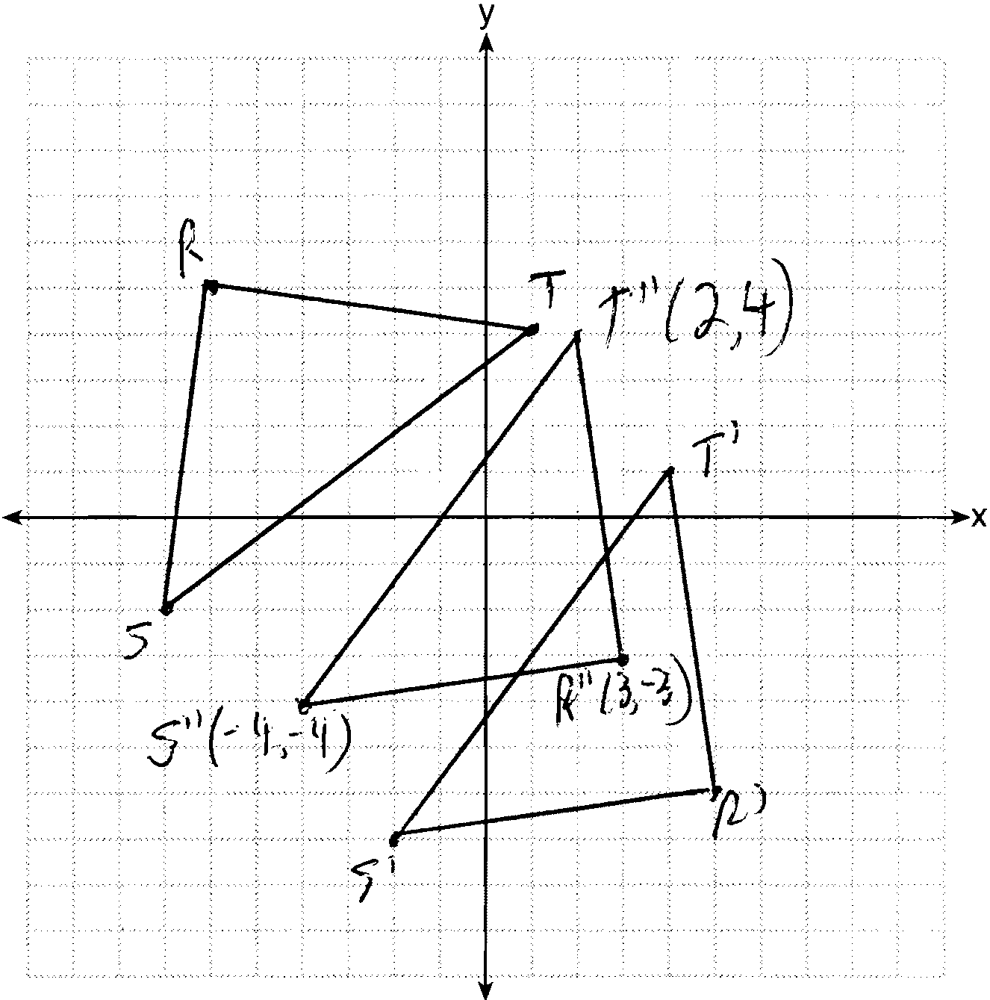 y
R
T
T''(2,4)
T'
x
S
R''(3,-3)
S''(-4,-4)
R'
S'